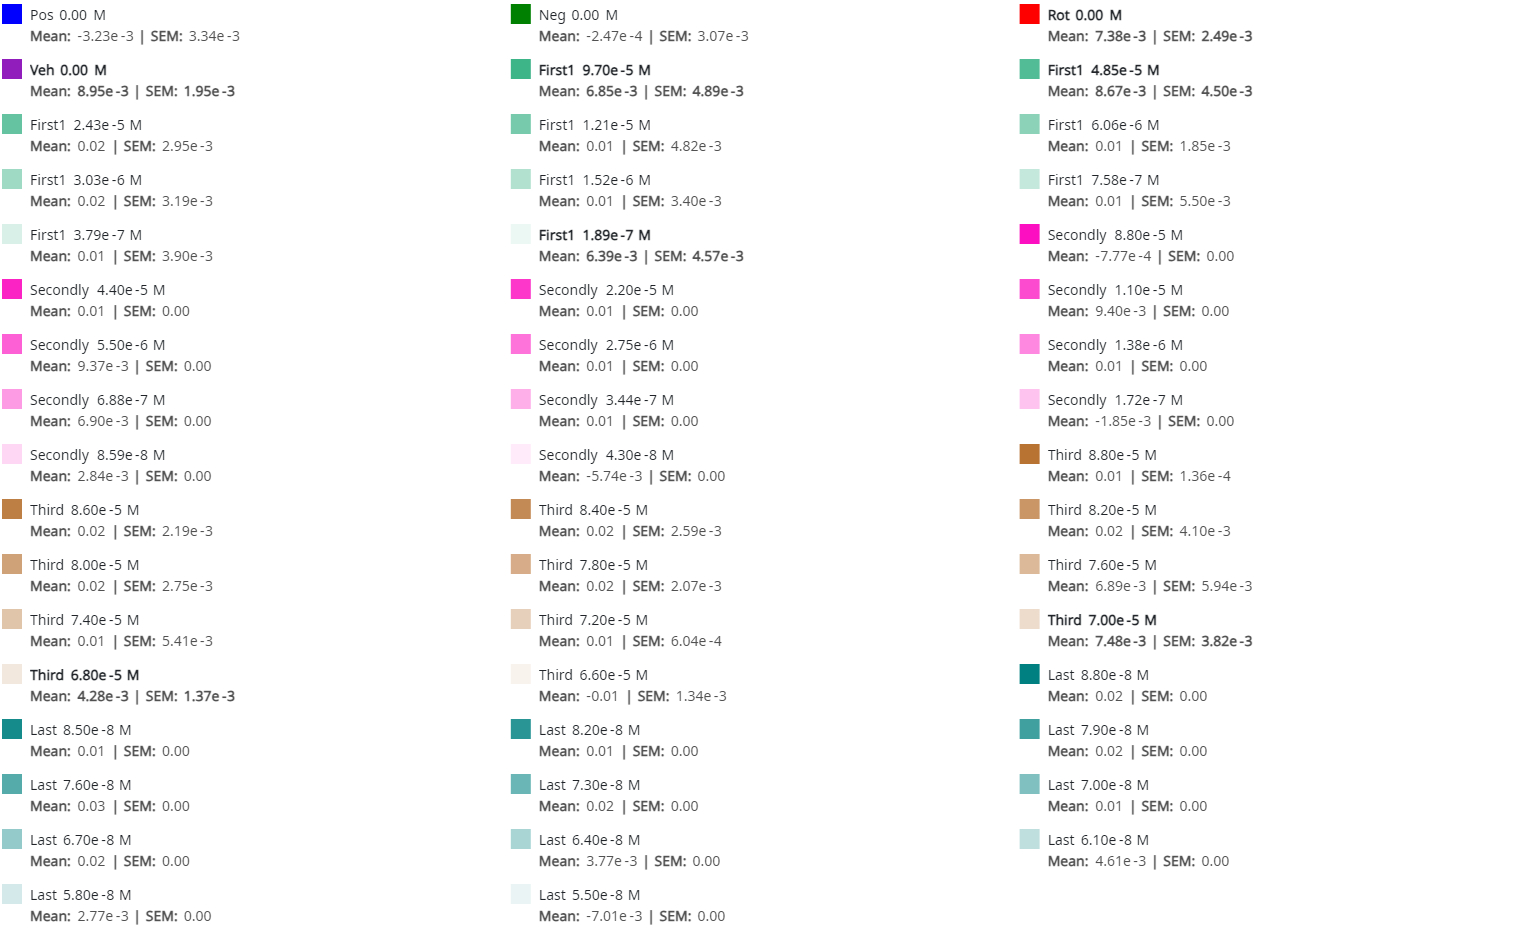 Pos 0.00 M
Mean: -3.23e-3 | SEM: 3.34e-3
Neg 0.00 M
Mean: -2.47e-4 | SEM: 3.07e-3
Rot 0.00 M
Mean: 7.38e-3 | SEM: 2.49e-3
Veh 0.00 M
Mean: 8.95e-3 | SEM: 1.95e-3
First1 9.70e-5 M
Mean: 6.85e-3 | SEM: 4.89e-3
First1 4.85e-5 M
Mean: 8.67e-3 | SEM: 4.50e-3
First1 2.43e-5 M
Mean: 0.02 | SEM: 2.95e-3
First1 1.21e-5 M
Mean: 0.01 | SEM: 4.82e-3
First1 6.06e-6 M
Mean: 0.01 | SEM: 1.85e-3
First1 3.03e-6 M
Mean: 0.02 | SEM: 3.19e-3
First1 1.52e-6 M
Mean: 0.01 | SEM: 3.40e-3
First1 7.58e-7 M
Mean: 0.01 | SEM: 5.50e-3
First1 3.79e-7 M
Mean: 0.01 | SEM: 3.90e-3
First1 1.89e-7 M
Mean: 6.39e-3 | SEM: 4.57e-3
Secondly 8.80e-5 M
Mean: -7.77e-4 | SEM: 0.00
Secondly 4.40e-5 M
Mean: 0.01 | SEM: 0.00
Secondly 2.20e-5 M
Mean: 0.01 | SEM: 0.00
Secondly 1.10e-5 M
Mean: 9.40e-3 | SEM: 0.00
Secondly 5.50e-6 M
Mean: 9.37e-3 | SEM: 0.00
Secondly 2.75e-6 M
Mean: 0.01 | SEM: 0.00
Secondly 1.38e-6 M
Mean: 0.01 | SEM: 0.00
Secondly 6.88e-7 M
Mean: 6.90e-3 | SEM: 0.00
Secondly 3.44e-7 M
Mean: 0.01 | SEM: 0.00
Secondly 1.72e-7 M
Mean: -1.85e-3 | SEM: 0.00
Secondly 8.59e-8 M
Mean: 2.84e-3 | SEM: 0.00
Secondly 4.30e-8 M
Mean: -5.74e-3 | SEM: 0.00
Third 8.80e-5 M
Mean: 0.01 | SEM: 1.36e-4
Third 8.60e-5 M
Mean: 0.02 | SEM: 2.19e-3
Third 8.40e-5 M
Mean: 0.02 | SEM: 2.59e-3
Third 8.20e-5 M
Mean: 0.02 | SEM: 4.10e-3
Third 8.00e-5 M
Mean: 0.02 | SEM: 2.75e-3
Third 7.80e-5 M
Mean: 0.02 | SEM: 2.07e-3
Third 7.60e-5 M
Mean: 6.89e-3 | SEM: 5.94e-3
Third 7.40e-5 M
Mean: 0.01 | SEM: 5.41e-3
Third 7.20e-5 M
Mean: 0.01 | SEM: 6.04e-4
Third 7.00e-5 M
Mean: 7.48e-3 | SEM: 3.82e-3
Third 6.80e-5 M
Mean: 4.28e-3 | SEM: 1.37e-3
Third 6.60e-5 M
Mean: -0.01 | SEM: 1.34e-3
Last 8.80e-8 M
Mean: 0.02 | SEM: 0.00
Last 8.50e-8 M
Mean: 0.01 | SEM: 0.00
Last 8.20e-8 M
Mean: 0.01 | SEM: 0.00
Last 7.90e-8 M
Mean: 0.02 | SEM: 0.00
Last 7.60e-8 M
Mean: 0.03 | SEM: 0.00
Last 7.30e-8 M
Mean: 0.02 | SEM: 0.00
Last 7.00e-8 M
Mean: 0.01 | SEM: 0.00
Last 6.70e-8 M
Mean: 0.02 | SEM: 0.00
Last 6.40e-8 M
Mean: 3.77e-3 | SEM: 0.00
Last 6.10e-8 M
Mean: 4.61e-3 | SEM: 0.00
Last 5.80e-8 M
Mean: 2.77e-3 | SEM: 0.00
Last 5.50e-8 M
Mean: -7.01e-3 | SEM: 0.00